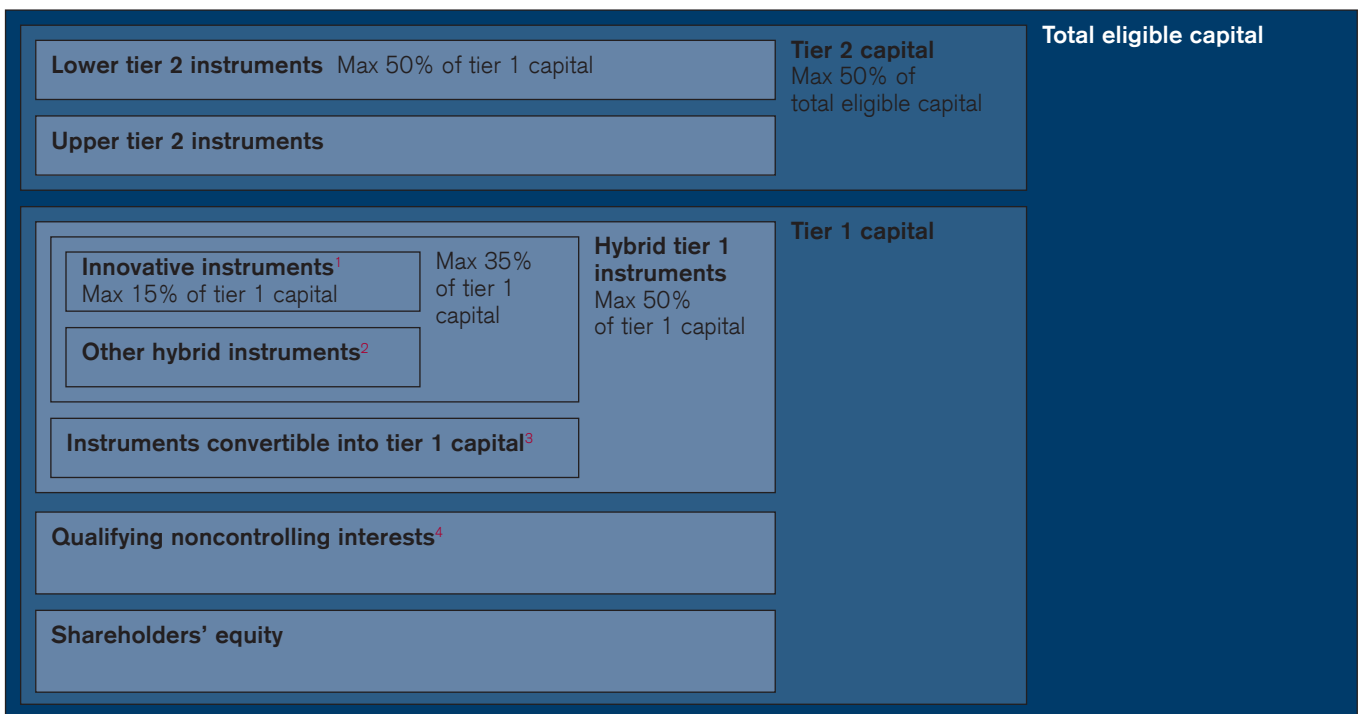 Total eligible capital
Lower tier 2 instruments Max 50% of tier 1 capital
Tier 2 capital
Max 50% of
total eligible capital
Upper tier 2 instruments
Tier 1 capital
Hybrid tier 1
instruments
Max 50%
of tier 1 capital
Innovative instruments¹
Max 15% of tier 1 capital
Max 35%
of tier 1
capital
Other hybrid instruments²
Instruments convertible into tier 1 capital³
Qualifying noncontrolling interests⁴
Shareholders’ equity